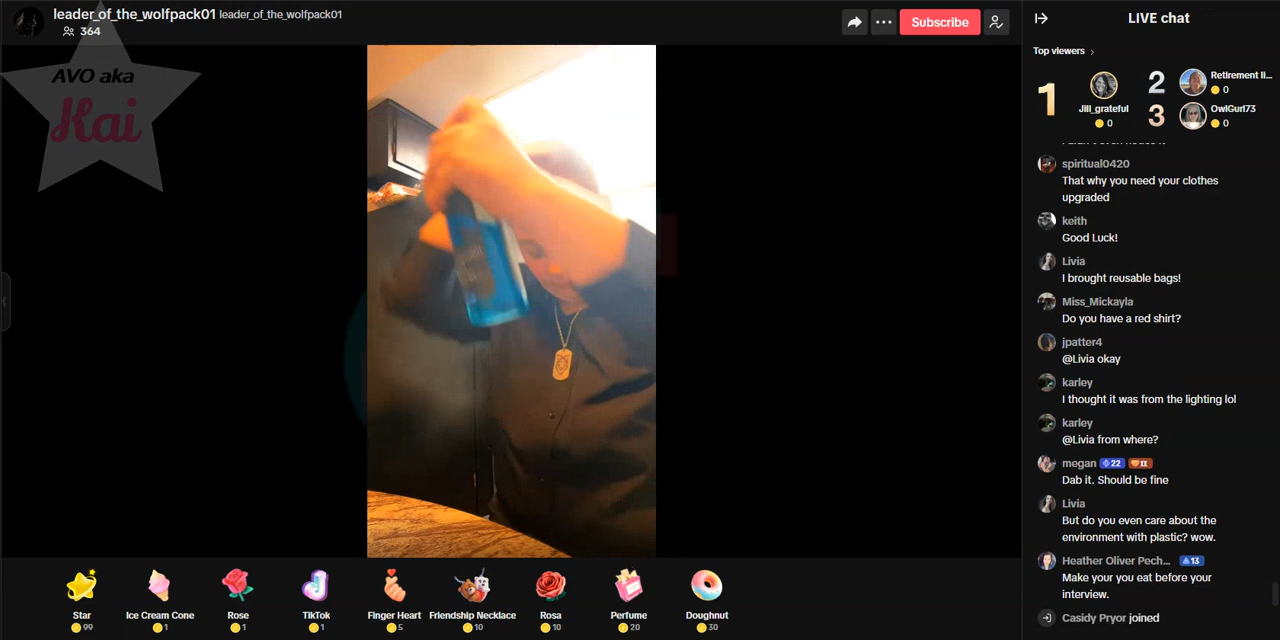 leader_of_the_wolfpack01 leader_of_the_wolfpack01
364
Subscribe
AVO aka
Kai
LIVE chat
Top viewers
1
Jill_grateful
0
2
Retirement li...
0
3
OwlGurl73
0
spiritual0420
That why you need your clothes
upgraded
keith
Good Luck!
Livia
I brought reusable bags!
Miss_Mickayla
Do you have a red shirt?
jpatter4
@Livia okay
karley
I thought it was from the lighting lol
karley
@Livia from where?
megan 22 II
Dab it. Should be fine
Livia
But do you even care about the
environment with plastic? wow.
Heather Oliver Pech... 13
Make your you eat before your
interview.
Casidy Pryor joined
Star
99
Ice Cream Cone
1
Rose
1
TikTok
1
Finger Heart
5
Friendship Necklace
10
Rosa
10
Perfume
20
Doughnut
30